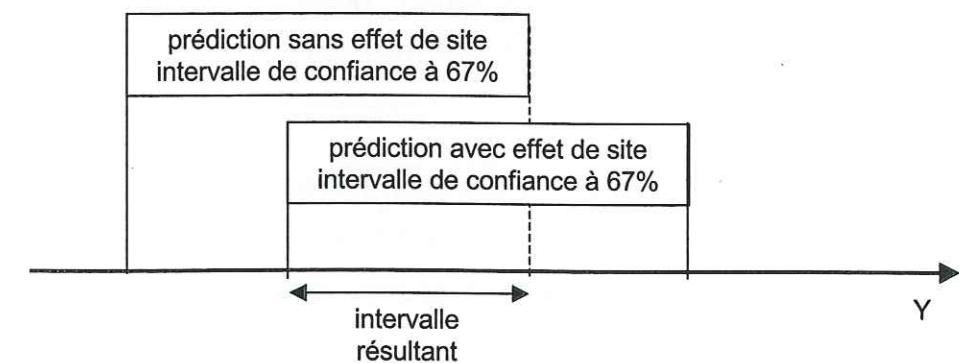 prédiction sans effet de site
intervalle de confiance à 67%
prédiction avec effet de site
intervalle de confiance à 67%
Y
intervalle
résultant